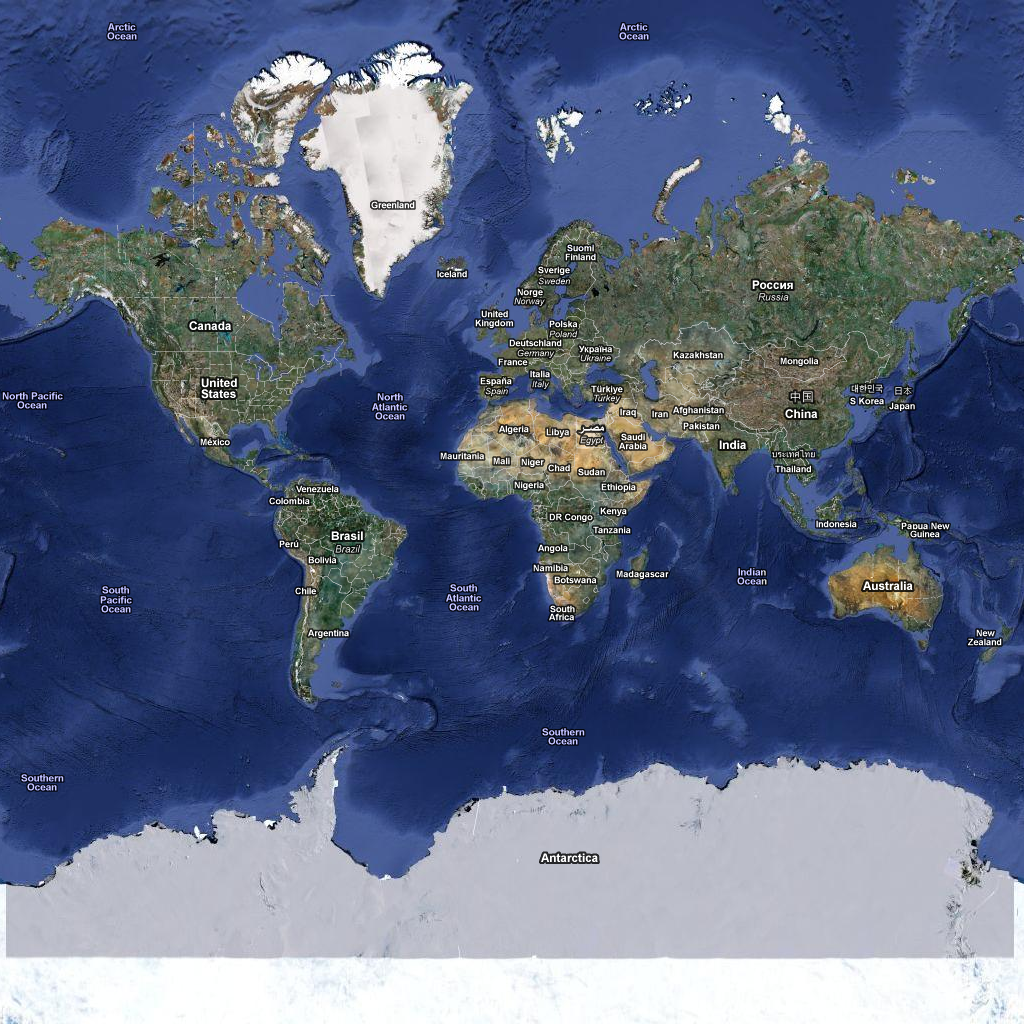 Arctic
Ocean
Arctic
Ocean
Greenland
Suomi
Finland
Iceland
Sverige
Sweden
Norge
Norway
Россия
Russia
United
Kingdom
Polska
Poland
Canada
Deutschland
Germany
Україна
Ukraine
France
Kazakhstan
Mongolia
Italia
Italy
España
Spain
Türkiye
Turkey
United
States
North Pacific
Ocean
North
Atlantic
Ocean
中国
China
대한민국
S Korea
日本
Japan
Iraq
Iran
Afghanistan
Pakistan
Algeria
Libya
مصر
Egypt
Saudi
Arabia
India
México
Mauritania
Mali
Niger
Chad
Sudan
ประเทศไทย
Thailand
Venezuela
Colombia
Nigeria
Ethiopia
Kenya
DR Congo
Tanzania
Indonesia
Papua New
Guinea
Brasil
Brazil
Perú
Bolivia
Angola
Namibia
Botswana
Madagascar
Indian
Ocean
Australia
Chile
South
Pacific
Ocean
South
Atlantic
Ocean
South
Africa
Argentina
New
Zealand
Southern
Ocean
Southern
Ocean
Antarctica